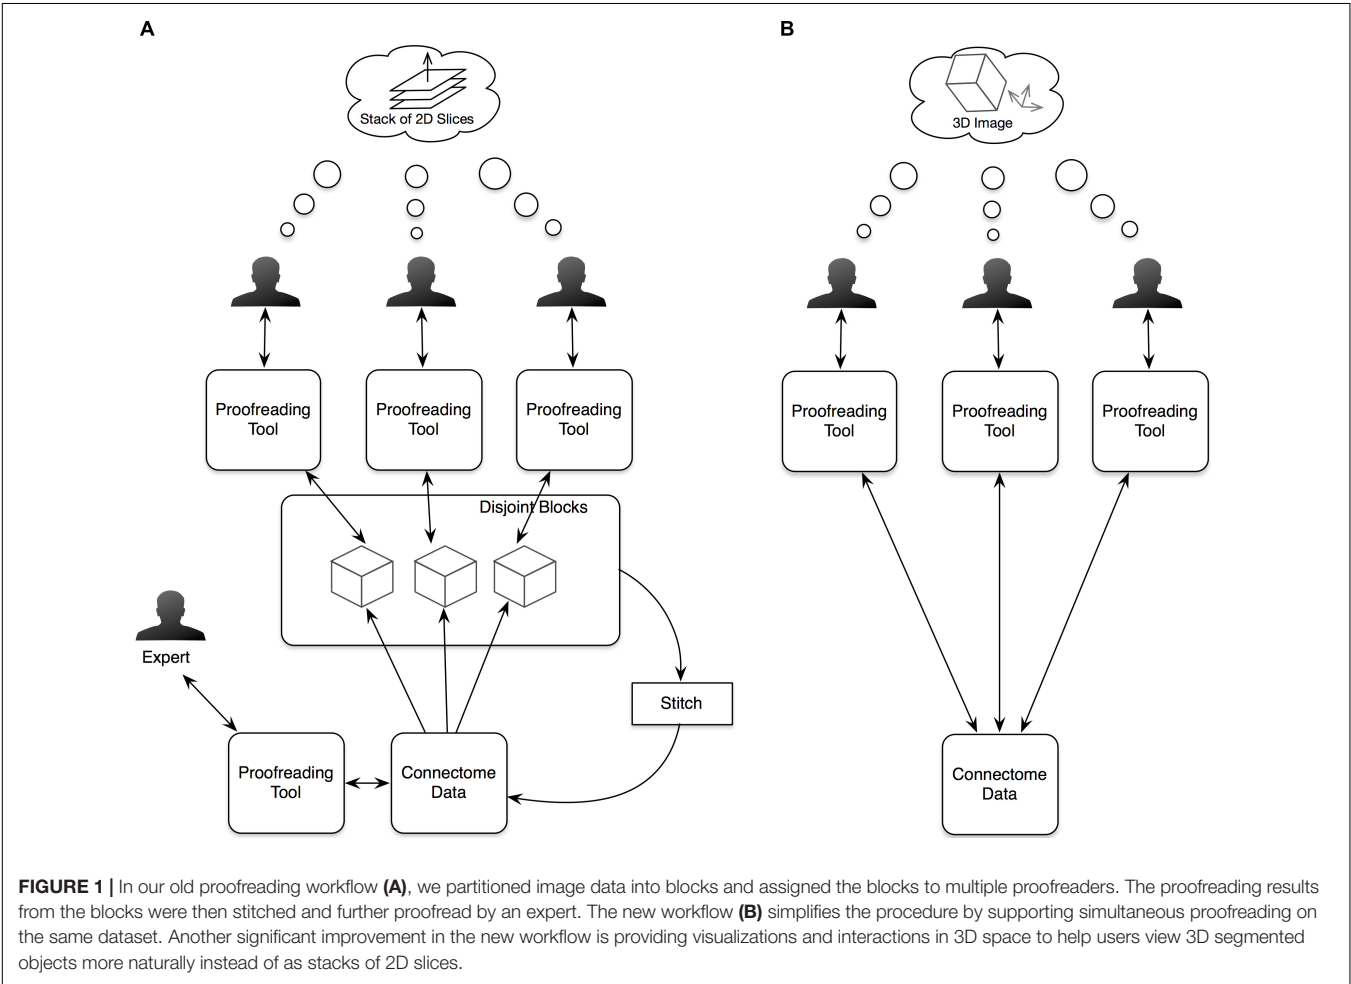 A
Stack of 2D Slices
Proofreading
Tool
Proofreading
Tool
Proofreading
Tool
Disjoint Blocks
Expert
Stitch
Proofreading
Tool
Connectome
Data
B
3D Image
Proofreading
Tool
Proofreading
Tool
Proofreading
Tool
Connectome
Data
FIGURE 1 | In our old proofreading workflow (A), we partitioned image data into blocks and assigned the blocks to multiple proofreaders. The proofreading results
from the blocks were then stitched and further proofread by an expert. The new workflow (B) simplifies the procedure by supporting simultaneous proofreading on
the same dataset. Another significant improvement in the new workflow is providing visualizations and interactions in 3D space to help users view 3D segmented
objects more naturally instead of as stacks of 2D slices.